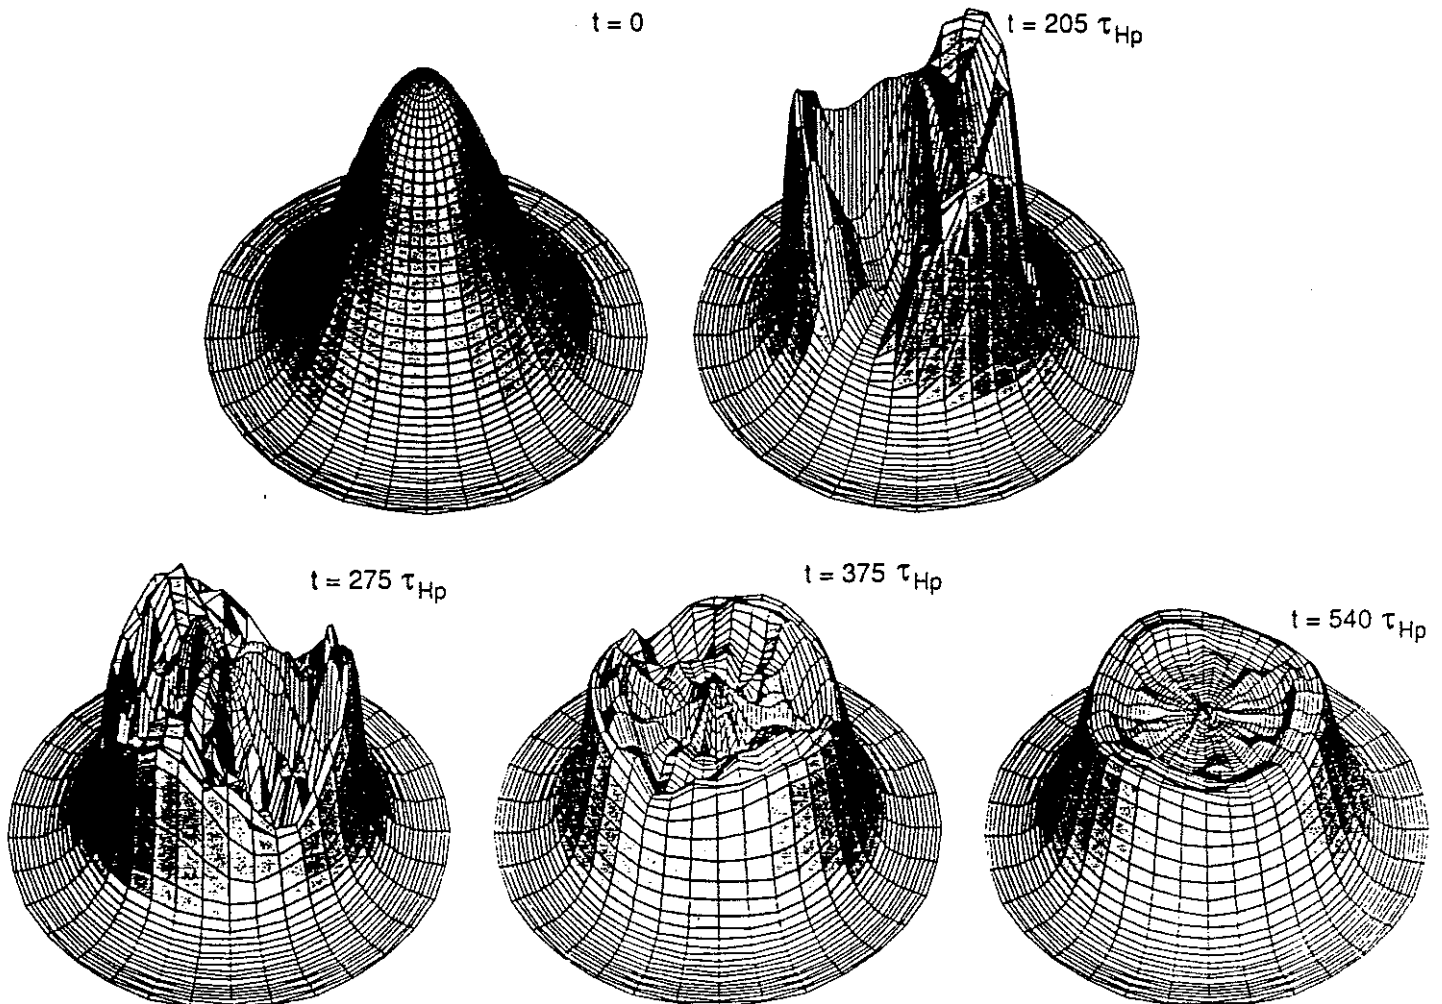 t = 0
t = 205 τHp
t = 275 τHp
t = 375 τHp
t = 540 τHp